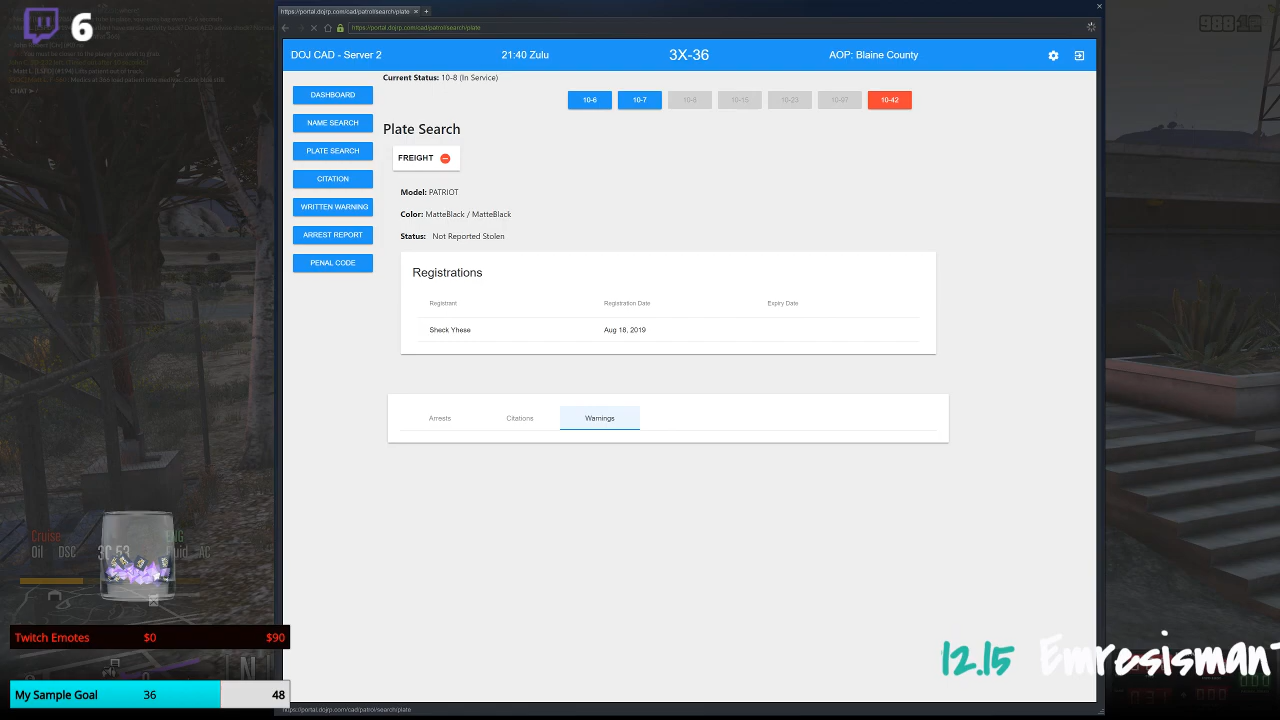 6
https://portal.dojrp.com/cad/patrol/search/plate
https://portal.dojrp.com/cad/patrol/search/plate
DOJ CAD - Server 2
21:40 Zulu
3X-36
AOP: Blaine County
Current Status: 10-8 (In Service)
10-6
10-7
10-8
10-15
10-23
10-97
10-42
DASHBOARD
NAME SEARCH
PLATE SEARCH
CITATION
WRITTEN WARNING
ARREST REPORT
PENAL CODE
Plate Search
FREIGHT
Model: PATRIOT
Color: MatteBlack / MatteBlack
Status: Not Reported Stolen
Registrations
Registrant Registration Date Expiry Date
Sheck Yhese Aug 18, 2019
Arrests Citations Warnings
CHAT
Cruise
Oil DSC
AC
Twitch Emotes $0 $90
My Sample Goal 36 48
12.15 Emresisman
https://portal.dojrp.com/cad/patrol/search/plate